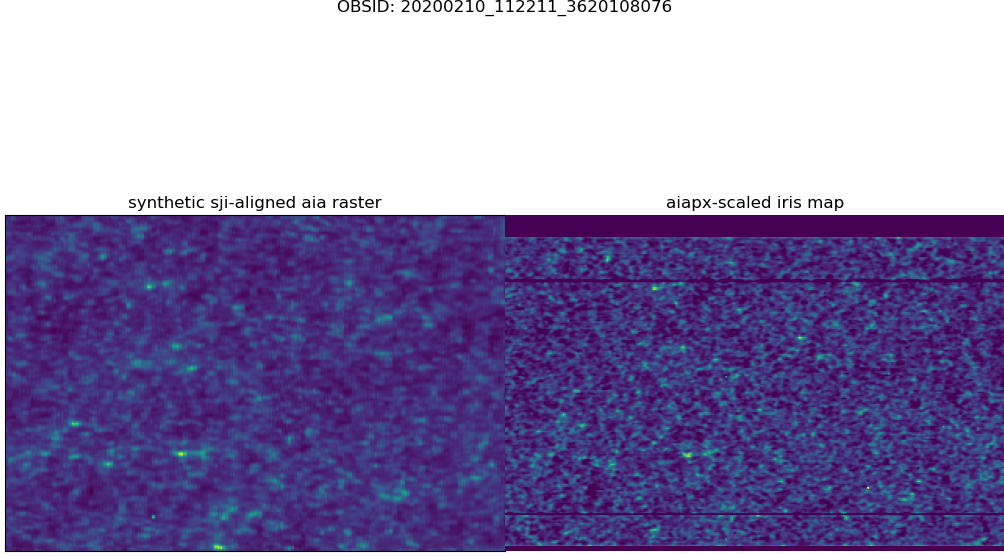 OBSID: 20200210_112211_3620108076
synthetic sji-aligned aia raster
aiapx-scaled iris map